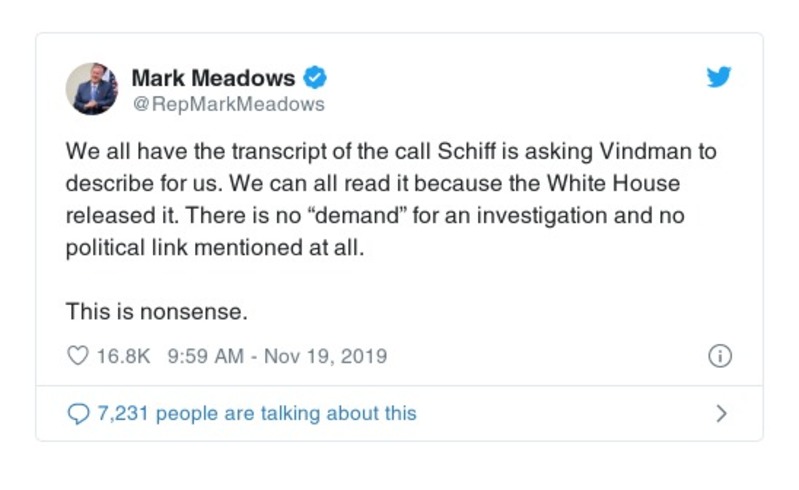 Mark Meadows
@RepMarkMeadows
We all have the transcript of the call Schiff is asking Vindman to
describe for us. We can all read it because the White House
released it. There is no “demand” for an investigation and no
political link mentioned at all.
This is nonsense.
16.8K 9:59 AM - Nov 19, 2019
7,231 people are talking about this